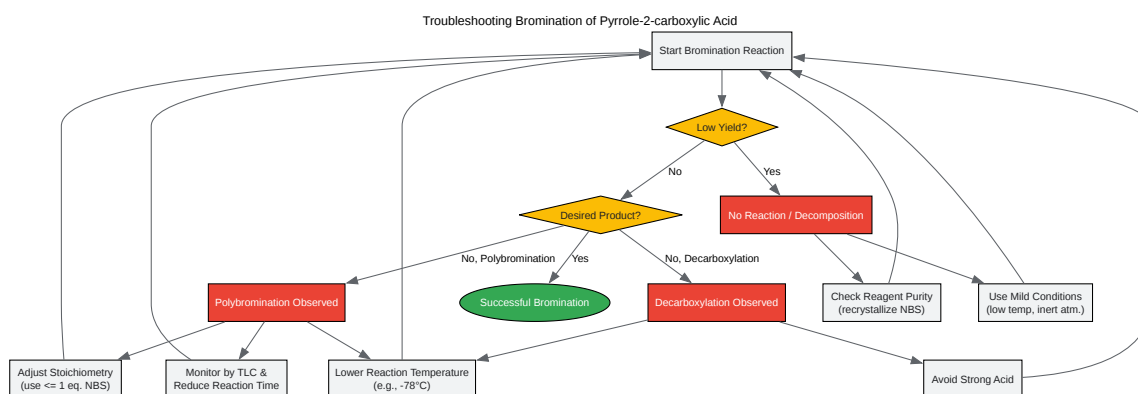 Troubleshooting Bromination of Pyrrole-2-carboxylic Acid
Start Bromination Reaction
Low Yield?
No
Yes
Desired Product?
No Reaction / Decomposition
No, Polybromination
Yes
No, Decarboxylation
Polybromination Observed
Successful Bromination
Decarboxylation Observed
Check Reagent Purity
(recrystallize NBS)
Use Mild Conditions
(low temp, inert atm.)
Adjust Stoichiometry
(use <= 1 eq. NBS)
Monitor by TLC &
Reduce Reaction Time
Lower Reaction Temperature
(e.g., -78°C)
Avoid Strong Acid